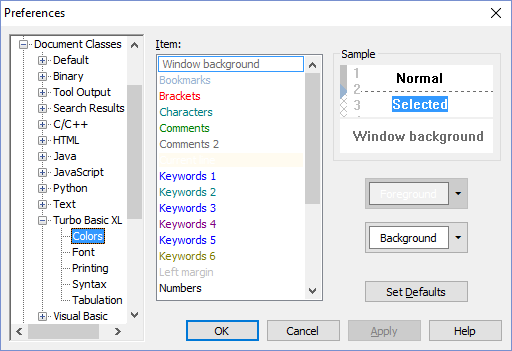 Preferences
Document Classes
Default
Binary
Tool Output
Search Results
C/C++
HTML
Java
JavaScript
Python
Text
Turbo Basic XL
Colors
Font
Printing
Syntax
Tabulation
Visual Basic
Item:
Window background
Bookmarks
Brackets
Characters
Comments
Comments 2
Keywords 1
Keywords 2
Keywords 3
Keywords 4
Keywords 5
Keywords 6
Left margin
Numbers
Sample
1 Normal
2
3 Selected
Window background
Foreground
Background
Set Defaults
OK Cancel Apply Help